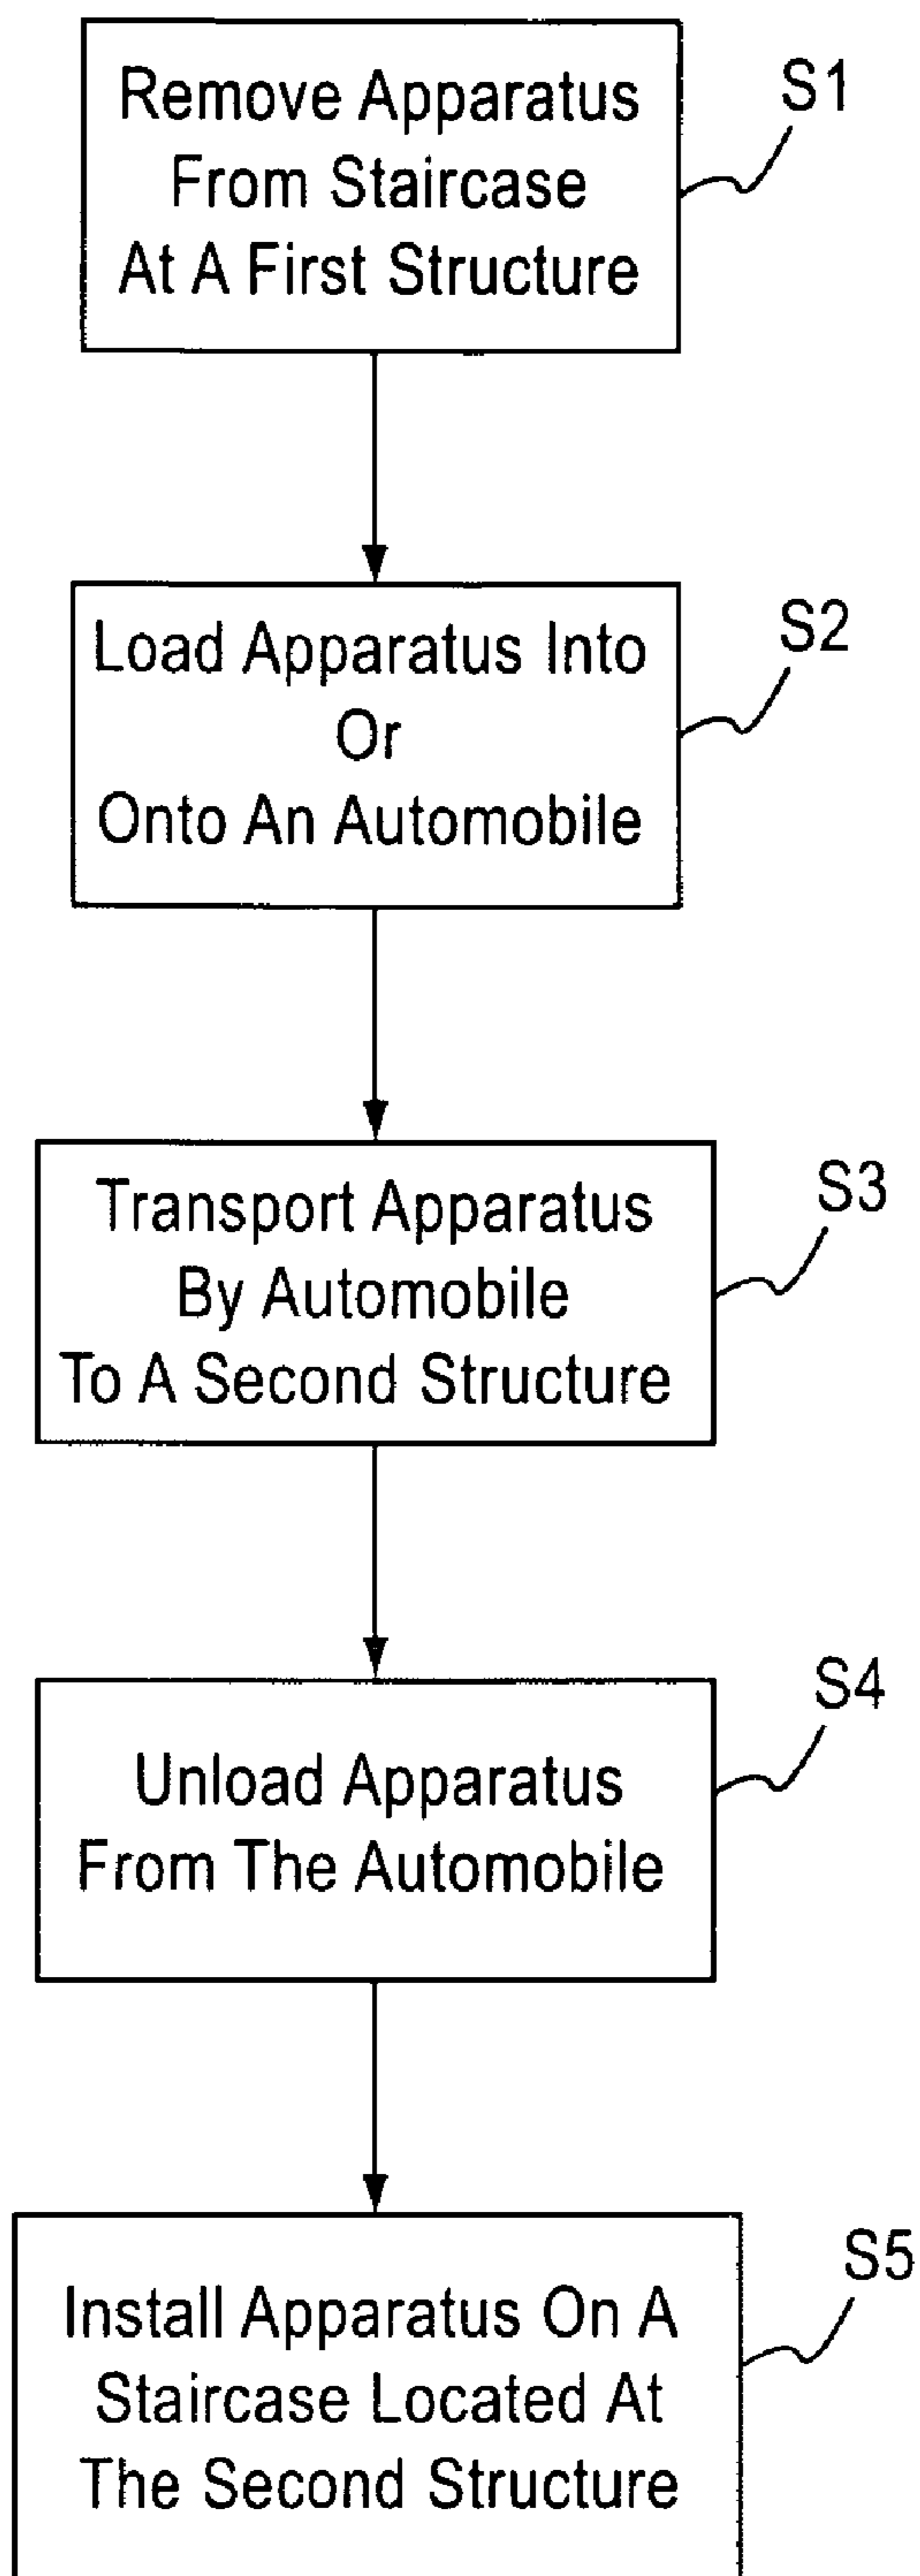 Remove Apparatus
From Staircase
At A First Structure
S1
Load Apparatus Into
Or
Onto An Automobile
S2
Transport Apparatus
By Automobile
To A Second Structure
S3
Unload Apparatus
From The Automobile
S4
Install Apparatus On A
Staircase Located At
The Second Structure
S5